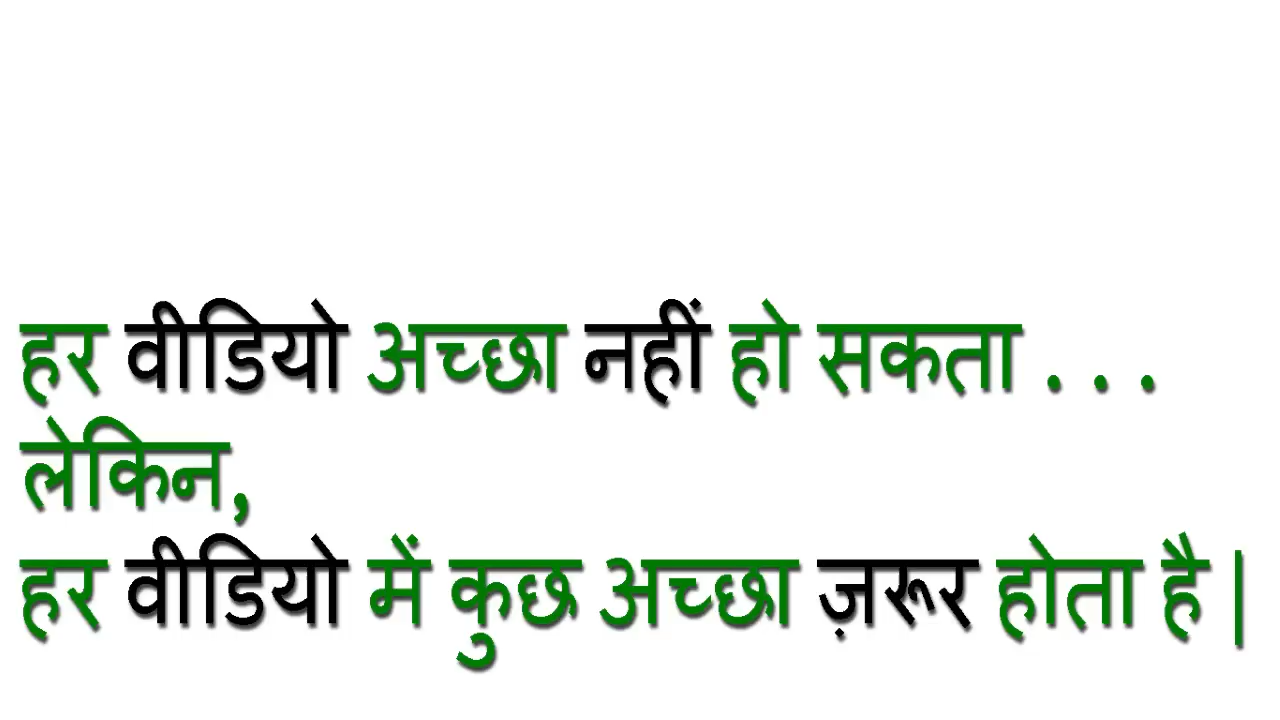 हर वीडियो अच्छा नहीं हो सकता . . .
लेकिन,
हर वीडियो में कुछ अच्छा ज़रूर होता है |